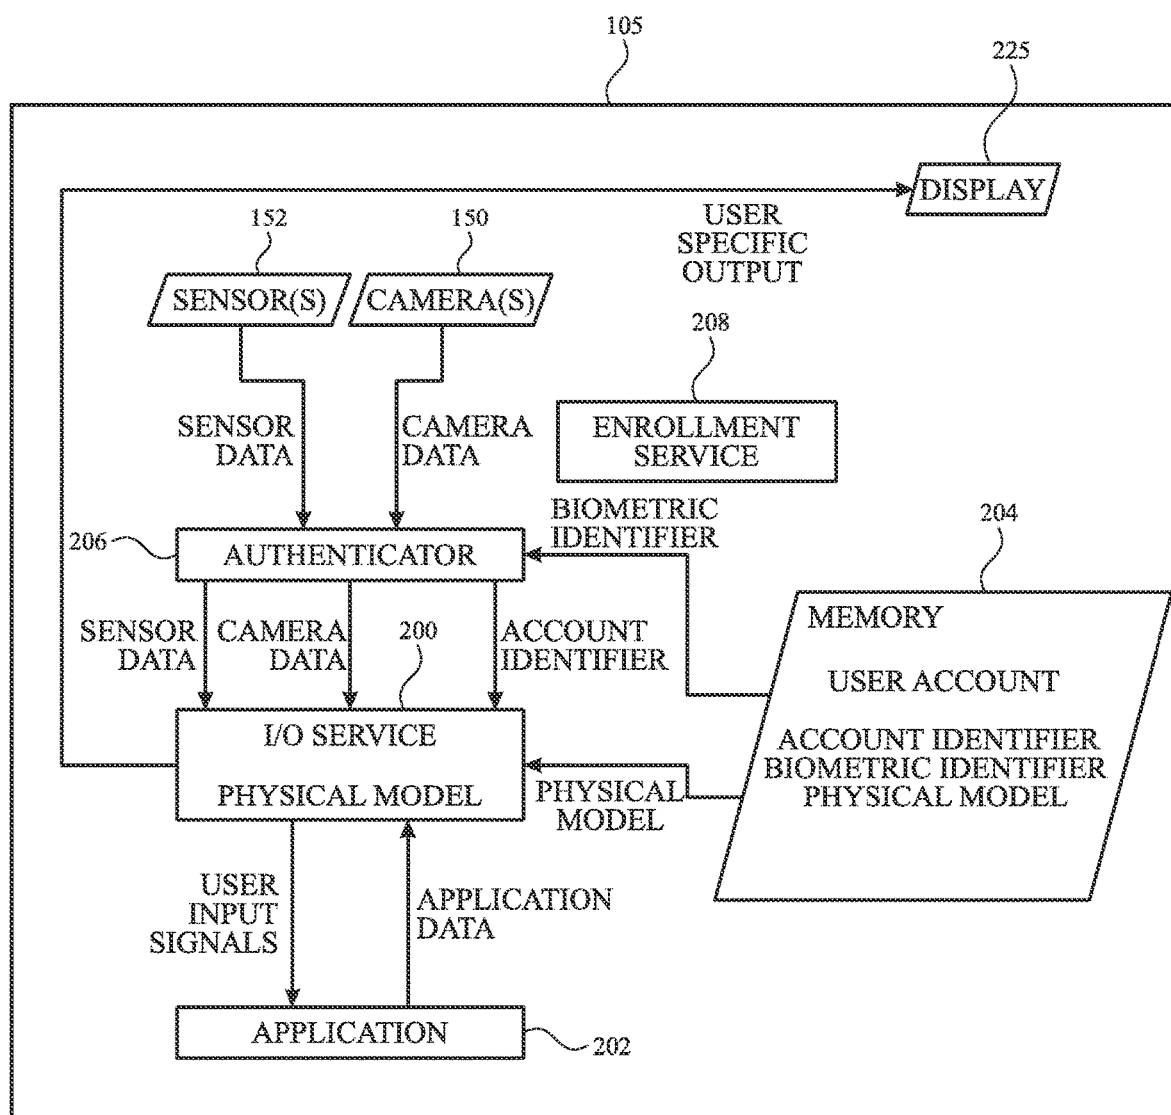 105
225
DISPLAY
USER
SPECIFIC
OUTPUT
152
150
SENSOR(S)
CAMERA(S)
208
ENROLLMENT
SERVICE
SENSOR
DATA
CAMERA
DATA
BIOMETRIC
IDENTIFIER
206
AUTHENTICATOR
204
MEMORY
USER ACCOUNT
ACCOUNT IDENTIFIER
BIOMETRIC IDENTIFIER
PHYSICAL MODEL
SENSOR
DATA
CAMERA
DATA
ACCOUNT
IDENTIFIER
200
I/O SERVICE
PHYSICAL MODEL
PHYSICAL
MODEL
USER
INPUT
SIGNALS
APPLICATION
DATA
APPLICATION
202